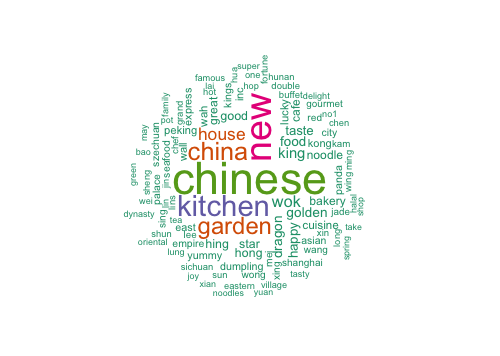 super
famous one fortune
lai hua hunan
hot hop double
family express kings inc buffet delight
grand great new cafe gourmet
pot wah good lucky red no1
may peking house taste city chen
chef wall food kongkam
bao szechuan seafood china king noodle wing ming
green jin chinese panda
sheng palace lin kitchen wok bakery halal
wei lins golden jade shop
dynasty sing tea garden dragon cuisine take
shun east lee happy xin long
oriental empire hing star asian spring
lung yummy hong mei wang
sichuan dumpling xing shanghai
joy sun wong tasty
xian eastern village
noodles yuan